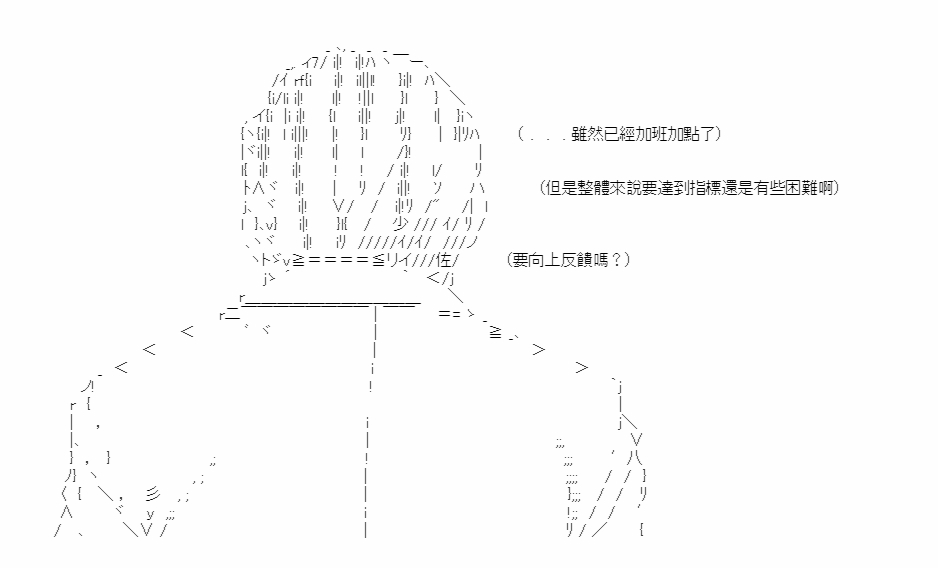 ( . . . 雖然已經加班加點了)
(但是整體來說要達到指標還是有些困難啊)
(要向上反饋嗎？)